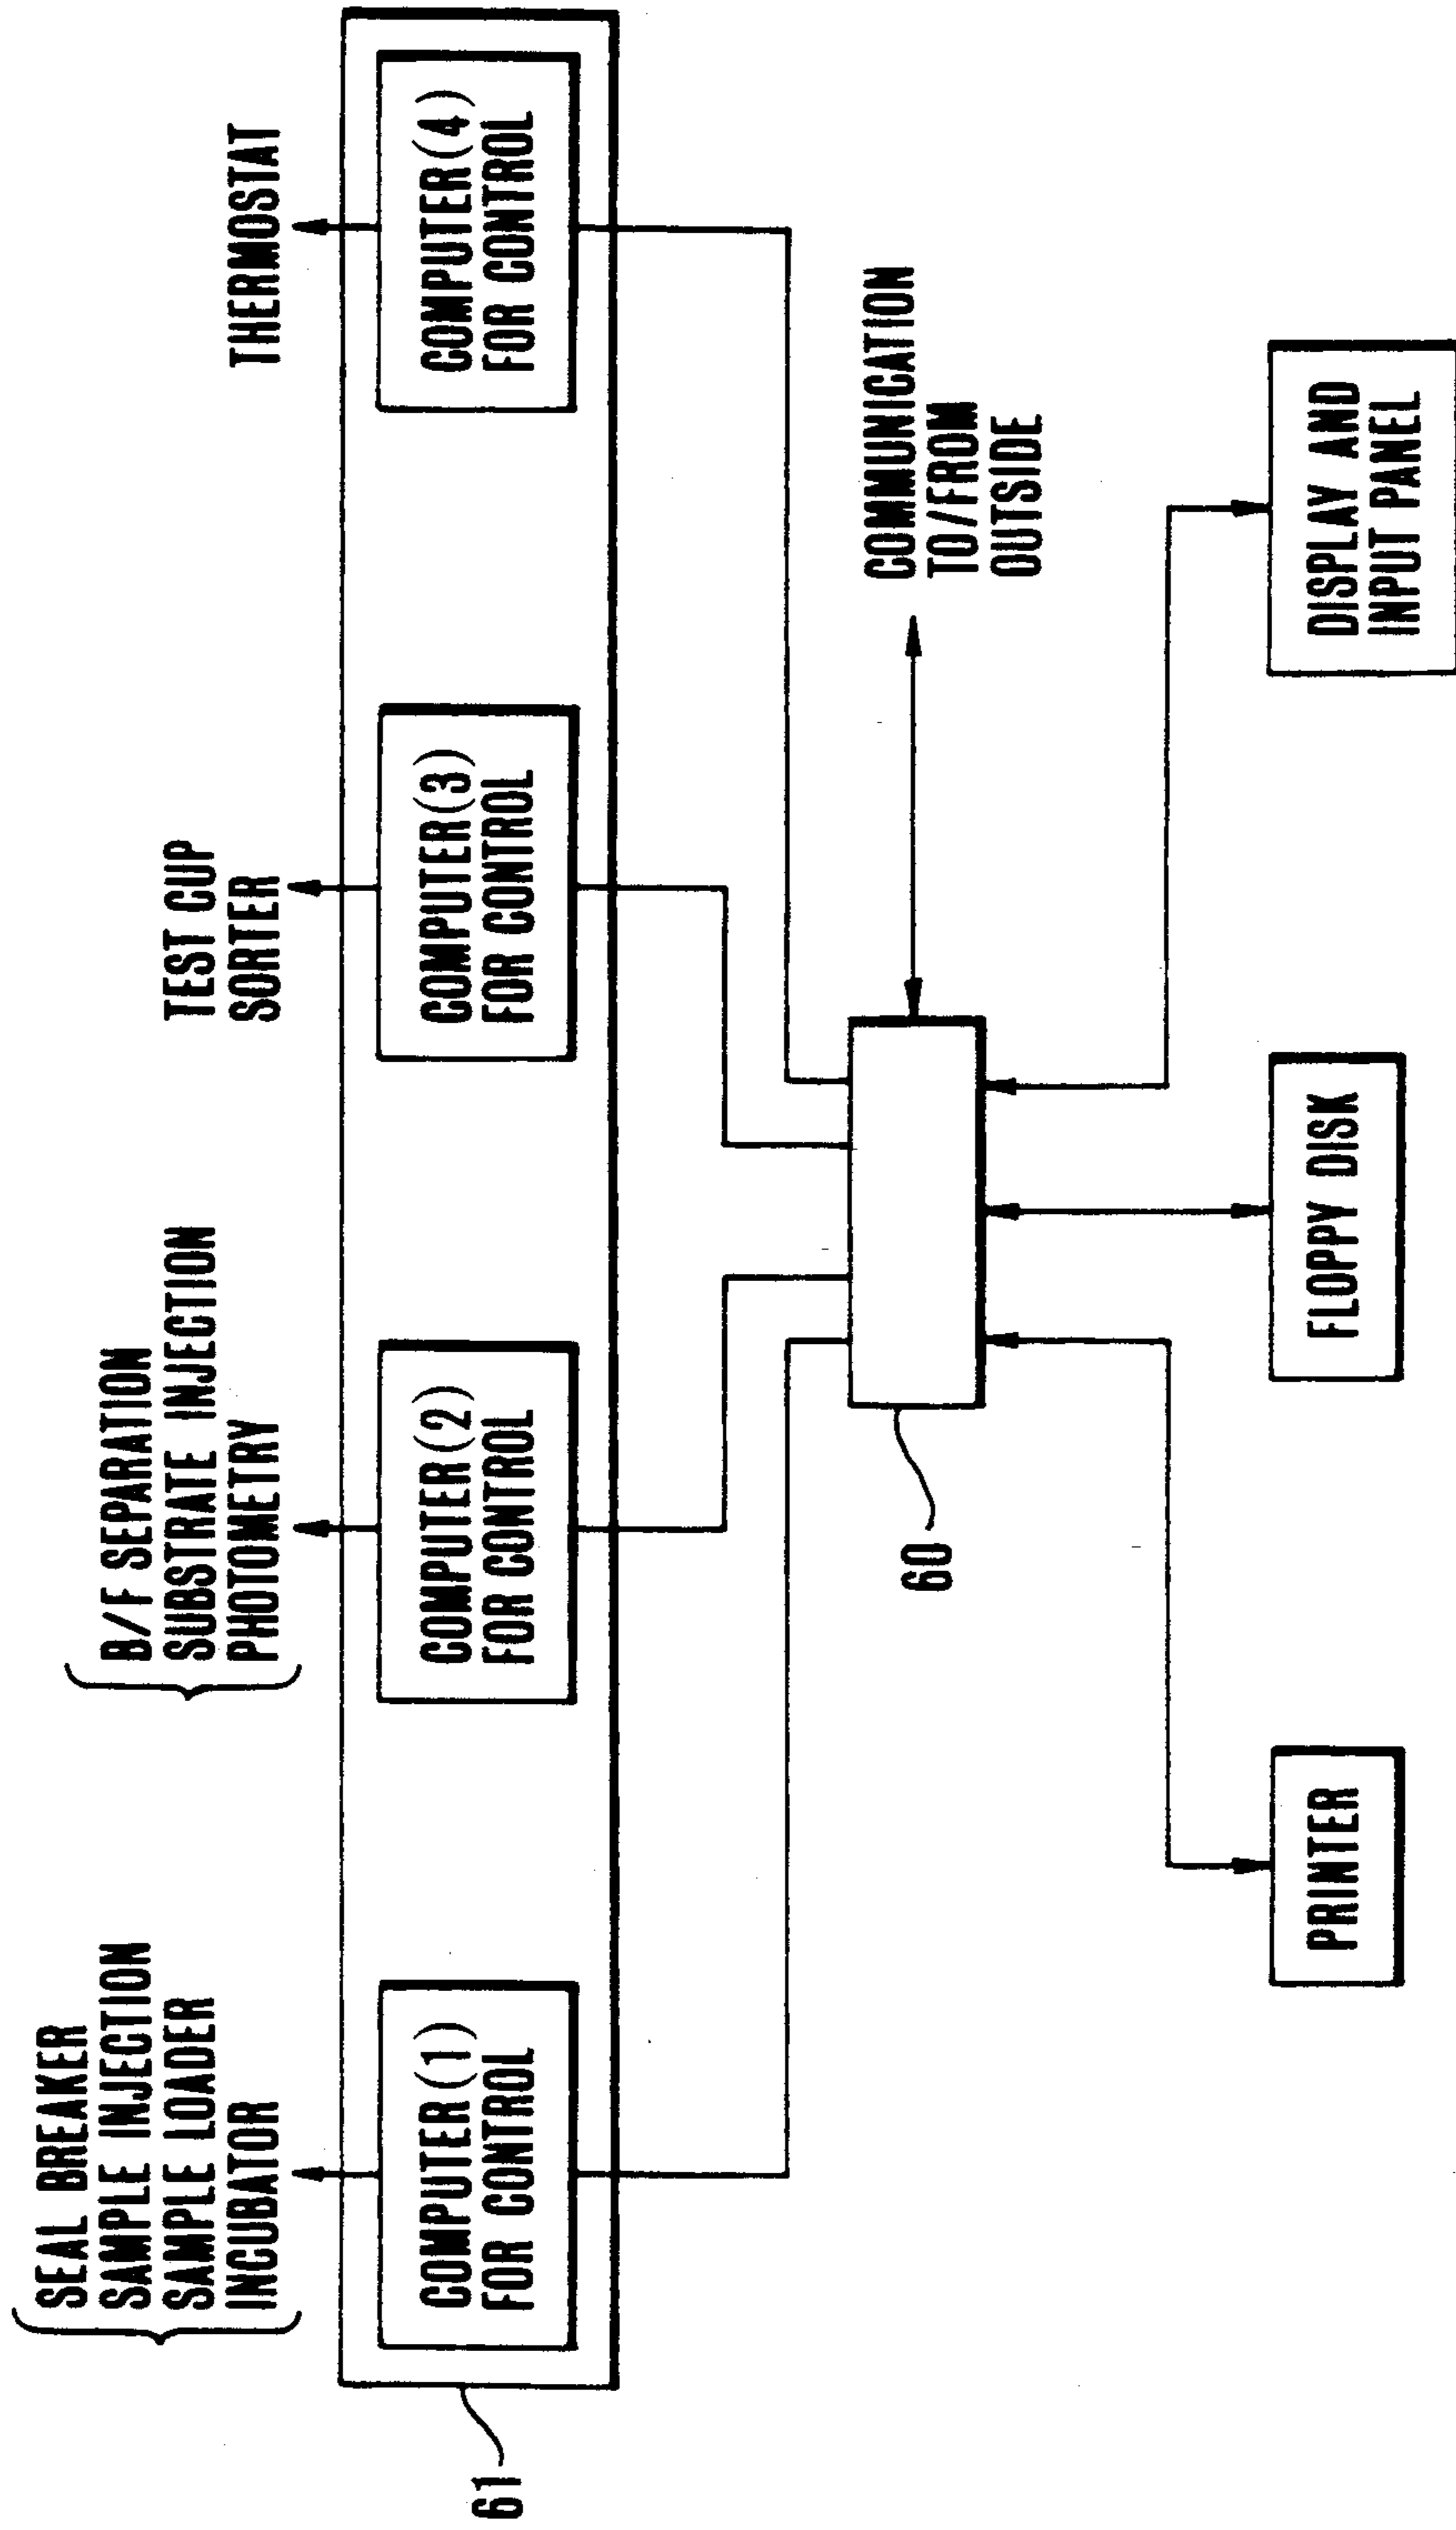 SEAL BREAKER
SAMPLE INJECTION
SAMPLE LOADER
INCUBATOR
B/F SEPARATION
SUBSTRATE INJECTION
PHOTOMETRY
TEST CUP
SORTER
THERMOSTAT
61
COMPUTER(1)
FOR CONTROL
COMPUTER(2)
FOR CONTROL
COMPUTER(3)
FOR CONTROL
COMPUTER(4)
FOR CONTROL
60
COMMUNICATION
TO/FROM
OUTSIDE
PRINTER
FLOPPY DISK
DISPLAY AND
INPUT PANEL